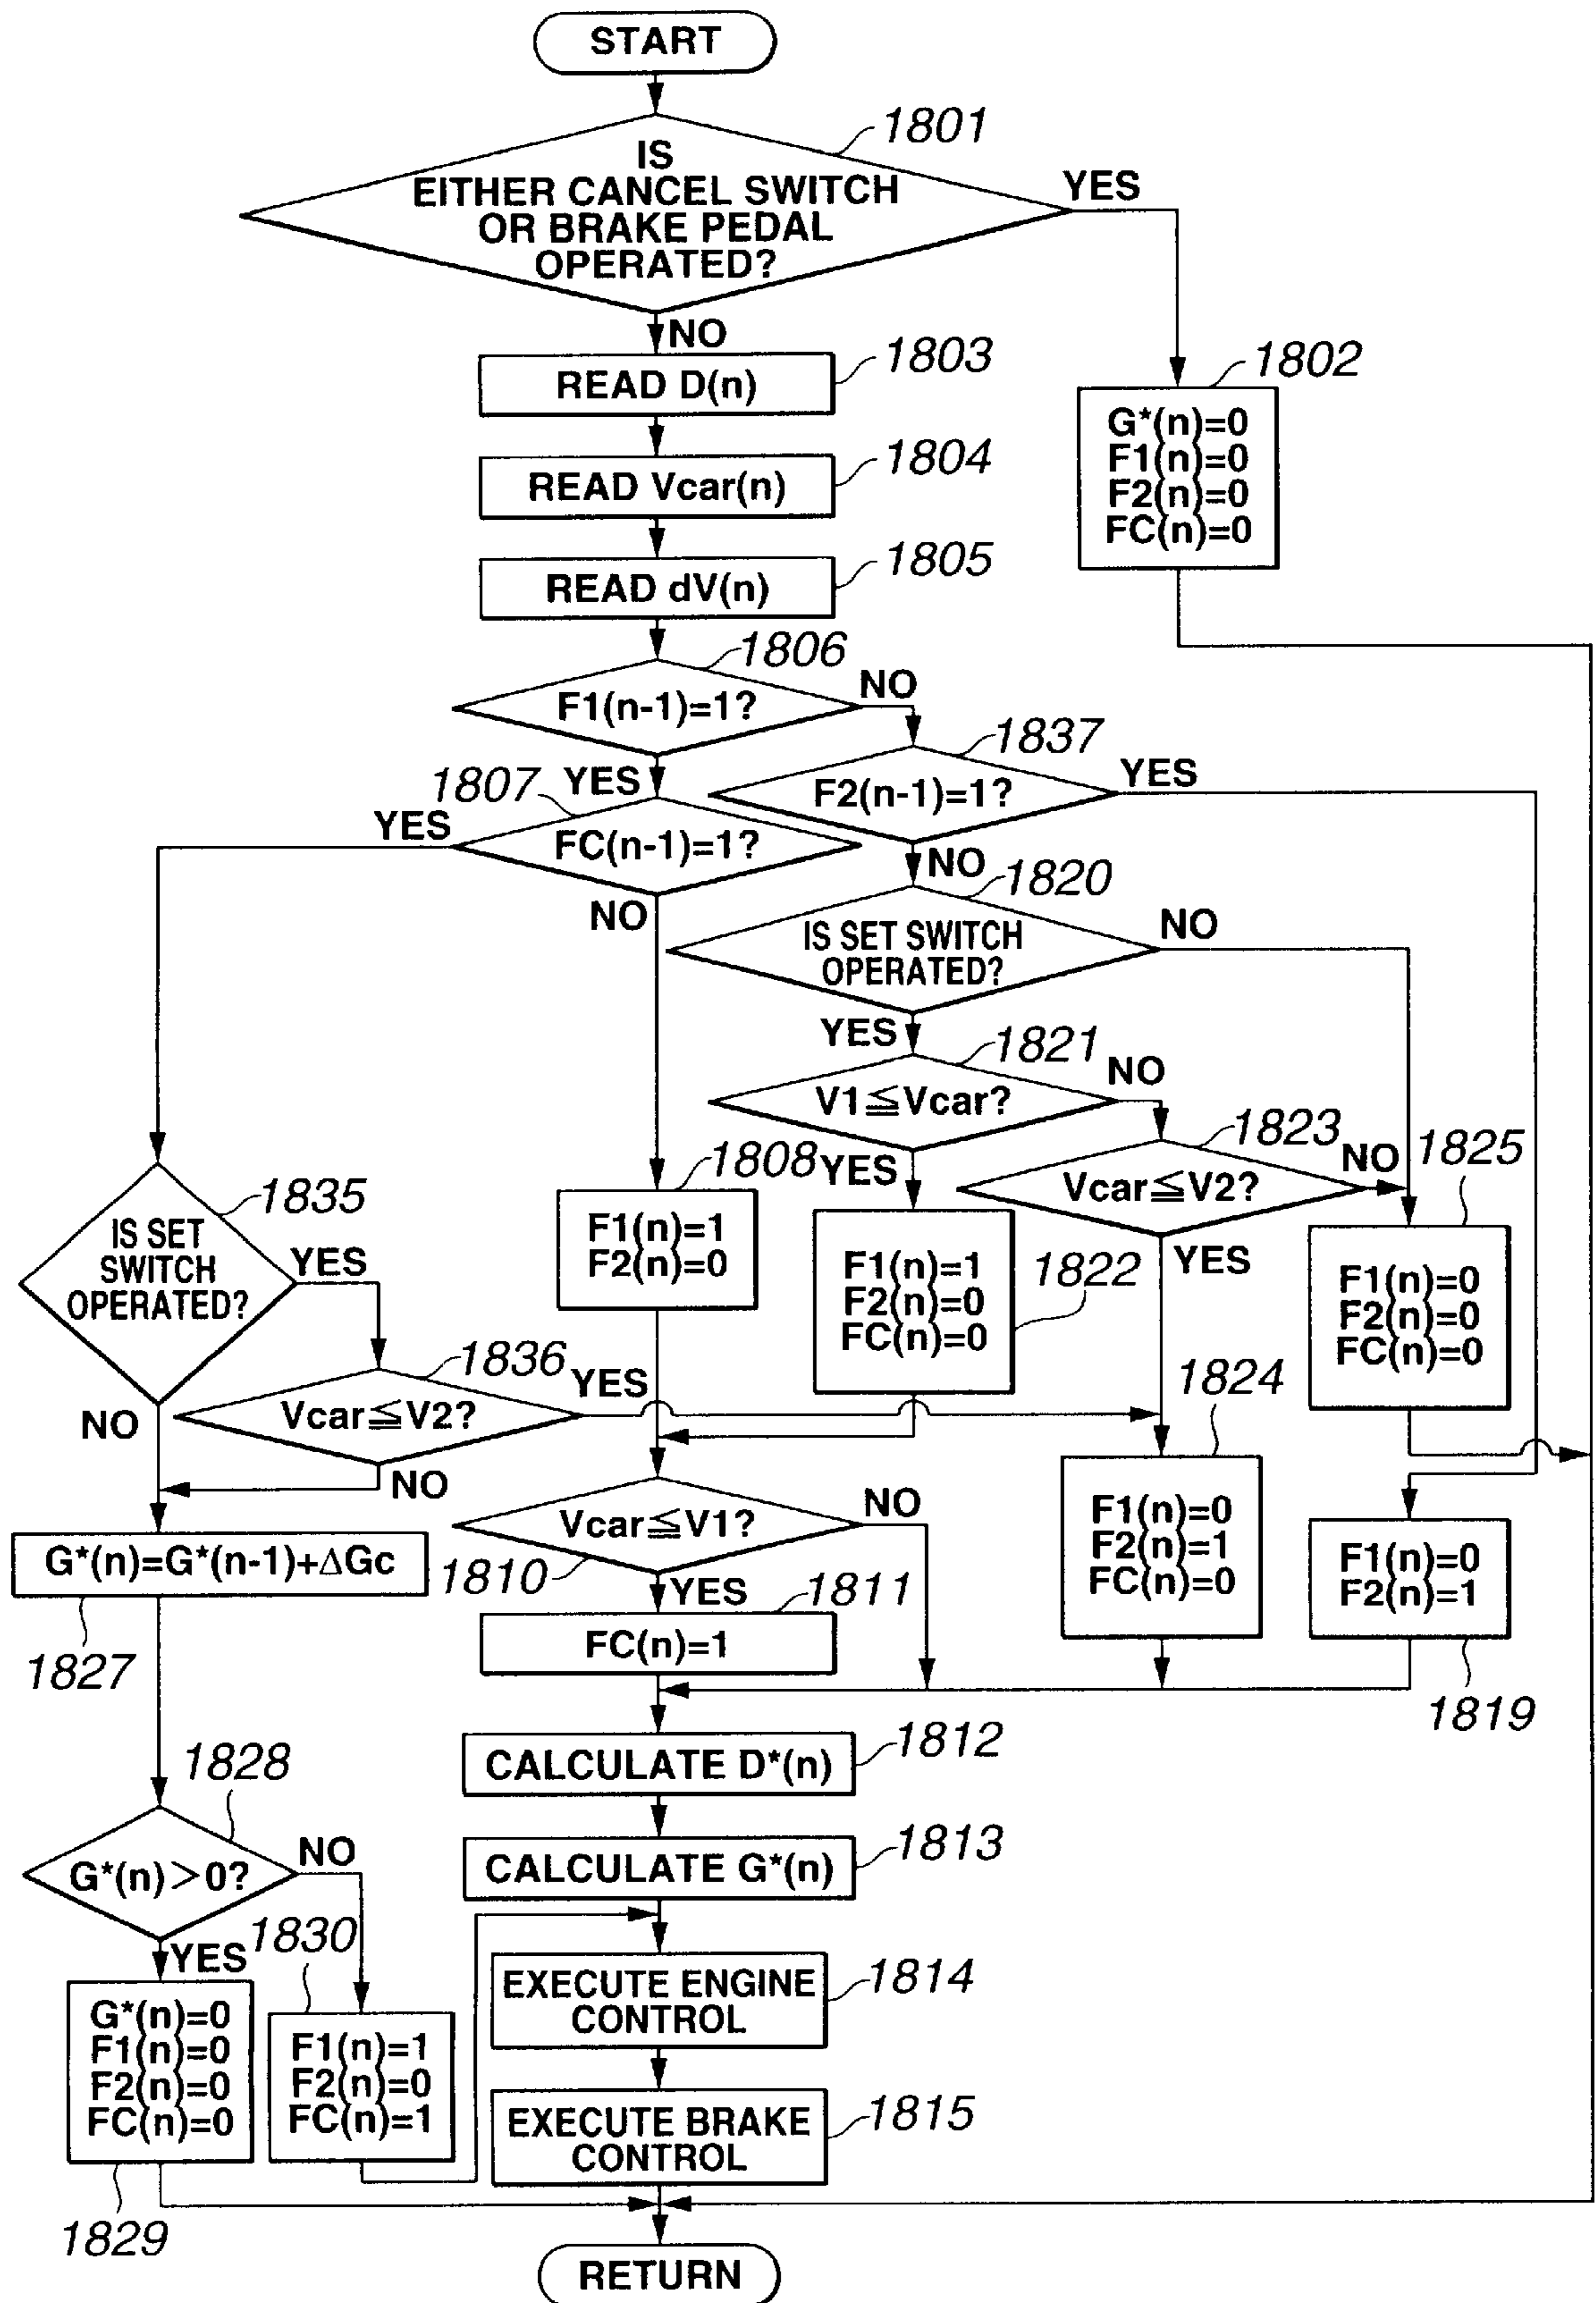 START
1801
IS
EITHER CANCEL SWITCH
OR BRAKE PEDAL
OPERATED?
YES
NO
1803
READ D(n)
1802
G*(n)=0
F1(n)=0
F2(n)=0
FC(n)=0
1804
READ Vcar(n)
1805
READ dV(n)
1806
F1(n-1)=1?
NO
YES
1837
F2(n-1)=1?
YES
NO
1807
YES
FC(n-1)=1?
NO
1820
IS SET SWITCH
OPERATED?
NO
YES
1821
V1≦Vcar?
NO
YES
1823
Vcar≦V2?
NO
YES
1825
F1(n)=0
F2(n)=0
FC(n)=0
1808
F1(n)=1
F2(n)=0
1822
F1(n)=1
F2(n)=0
FC(n)=0
1835
IS SET
SWITCH
OPERATED?
YES
NO
1836
Vcar≦V2?
YES
NO
1824
F1(n)=0
F2(n)=1
FC(n)=0
1810
Vcar≦V1?
NO
YES
1811
FC(n)=1
F1(n)=0
F2(n)=1
1819
G*(n)=G*(n-1)+ΔGc
1827
1812
CALCULATE D*(n)
1813
CALCULATE G*(n)
1828
G*(n)>0?
NO
YES
1830
F1(n)=1
F2(n)=0
FC(n)=1
G*(n)=0
F1(n)=0
F2(n)=0
FC(n)=0
1829
1814
EXECUTE ENGINE
CONTROL
1815
EXECUTE BRAKE
CONTROL
RETURN